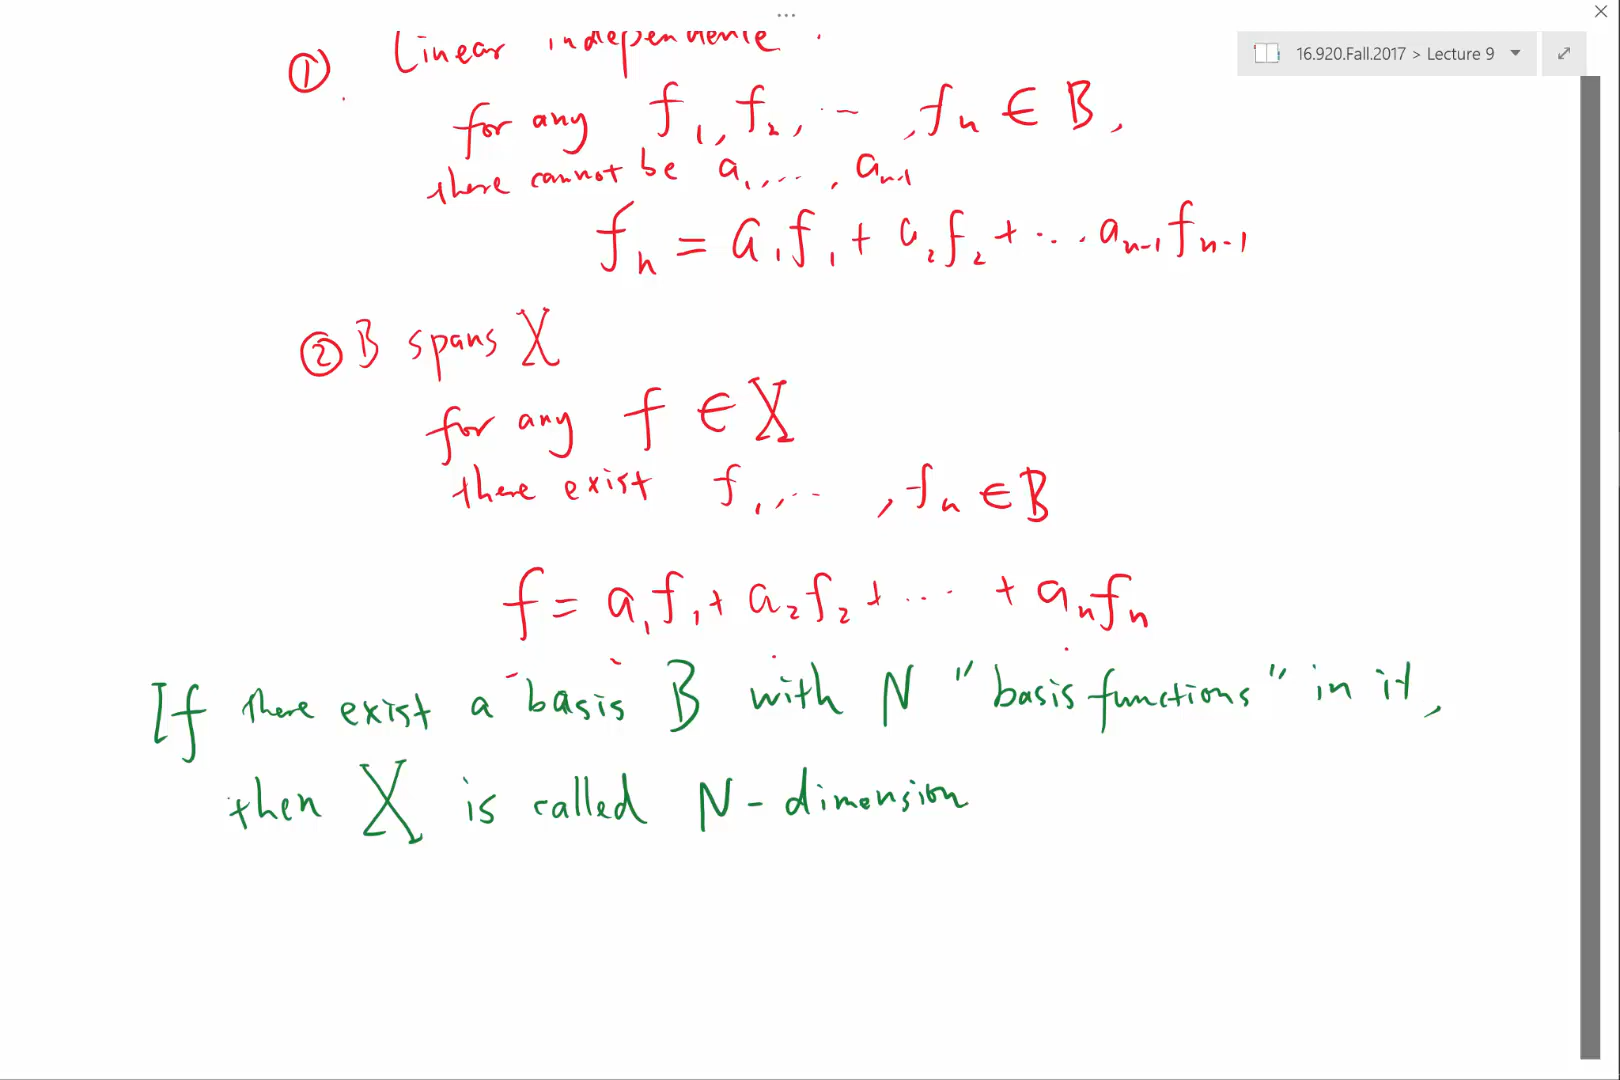 16.920.Fall.2017 > Lecture 9
① Linear independence:
for any f₁, f₂, ‥ , fₙ ∈ B,
there cannot be a₁, ... , aₙ₋₁
fₙ = a₁f₁ + a₂f₂ + ... aₙ₋₁fₙ₋₁
② B spans X
for any f ∈ X
there exist f₁, ... , fₙ ∈ B
f = a₁f₁ + a₂f₂ + ... + aₙfₙ
If there exist a basis B with N "basis functions" in it,
then X is called N-dimension